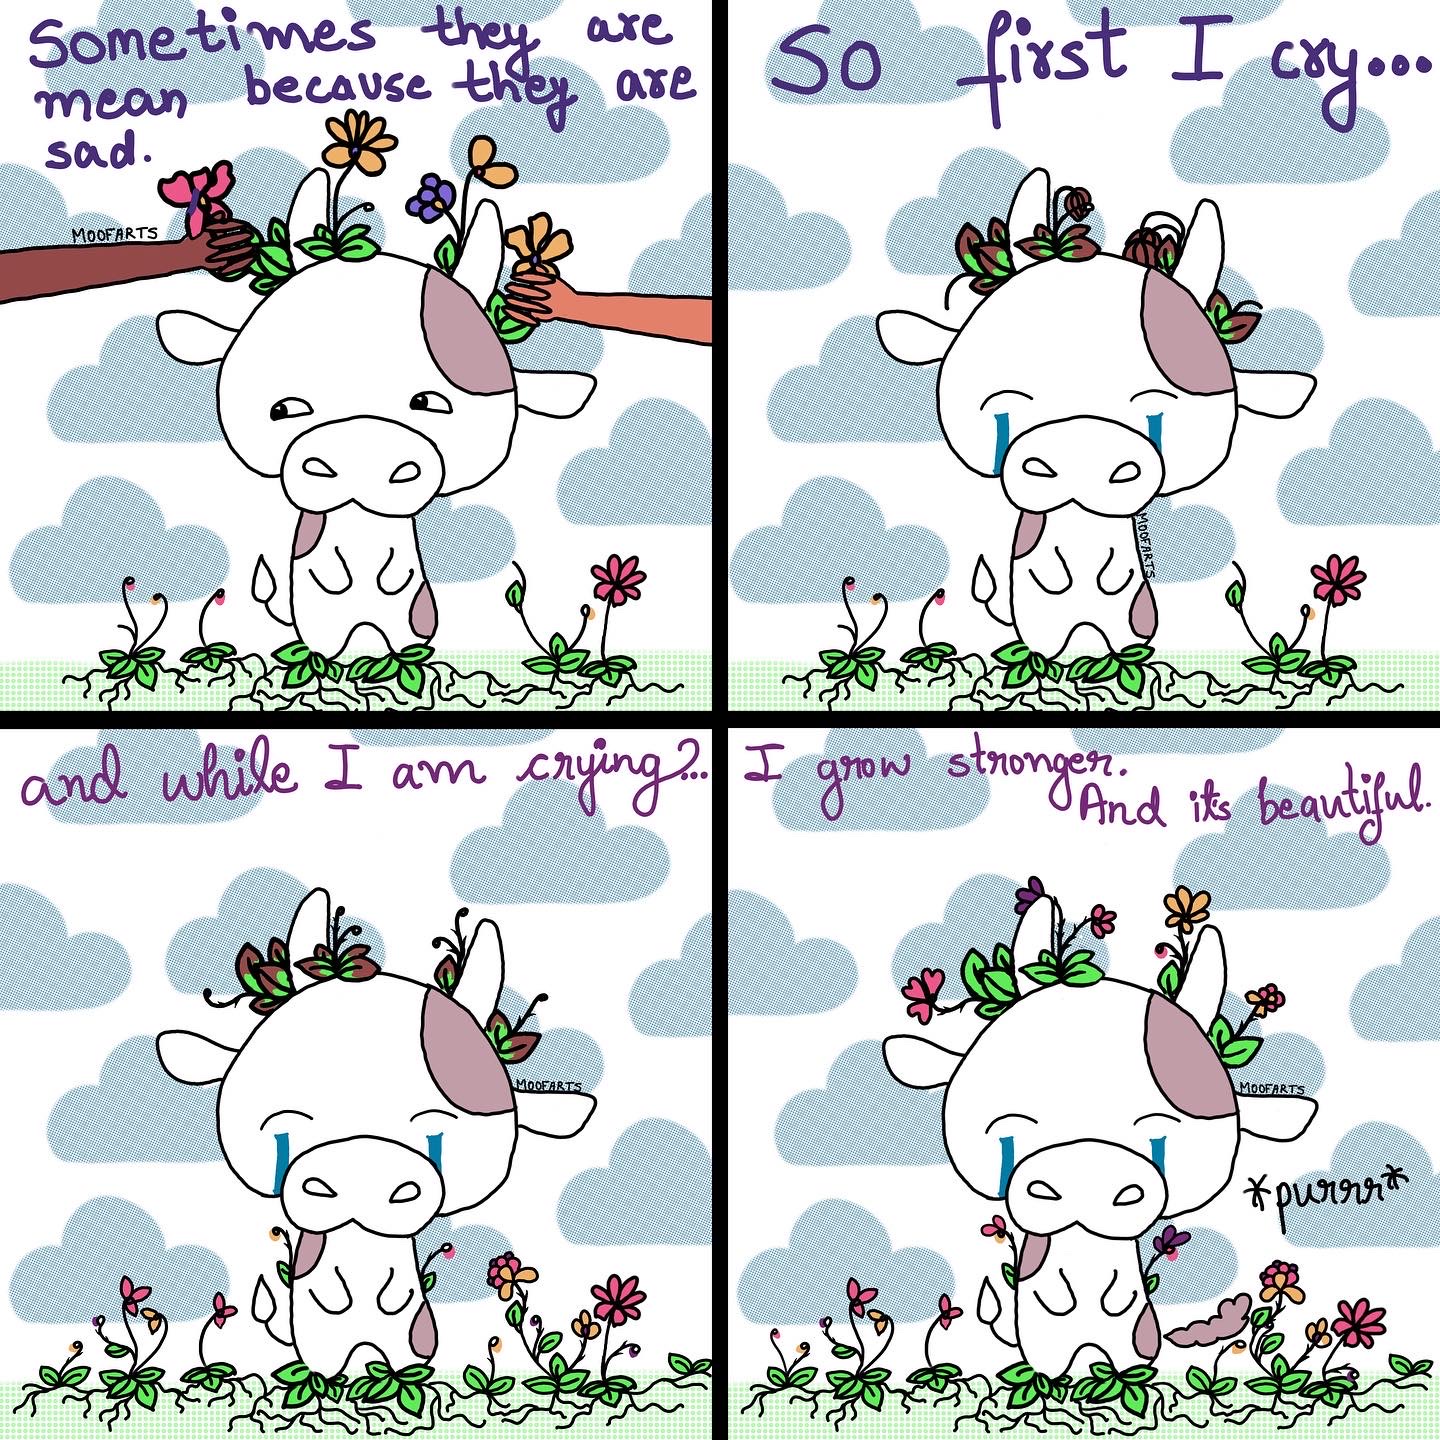 Sometimes they are
mean because they are
sad.
MOOFARTS
So first I cry...
MOOFARTS
and while I am crying?...
MOOFARTS
I grow stronger.
And it's beautiful.
MOOFARTS
*purrrr*